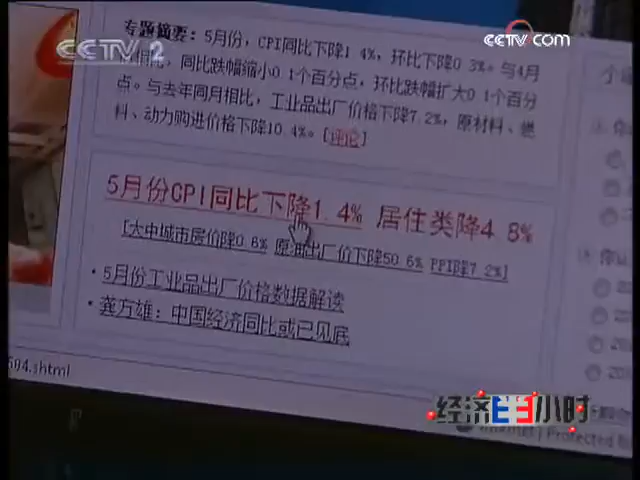 CCTV 2
CCTV.COM
专题摘要：5月份，CPI同比下降1.4%，环比下降0.3%。与4月
相比，同比跌幅缩小0.1个百分点，环比跌幅扩大0.1个百分
点。与去年同月相比，工业品出厂价格下降7.2%，原材料、燃
料、动力购进价格下降10.4%。[评论]
5月份CPI同比下降1.4% 居住类降4.8%
[大中城市房价降0.6% 原油出厂价下降50.6% PPI降7.2%]
·5月份工业品出厂价格数据解读
·龚方雄：中国经济同比或已见底
504.shtml
经济半小时
Internet | Protected